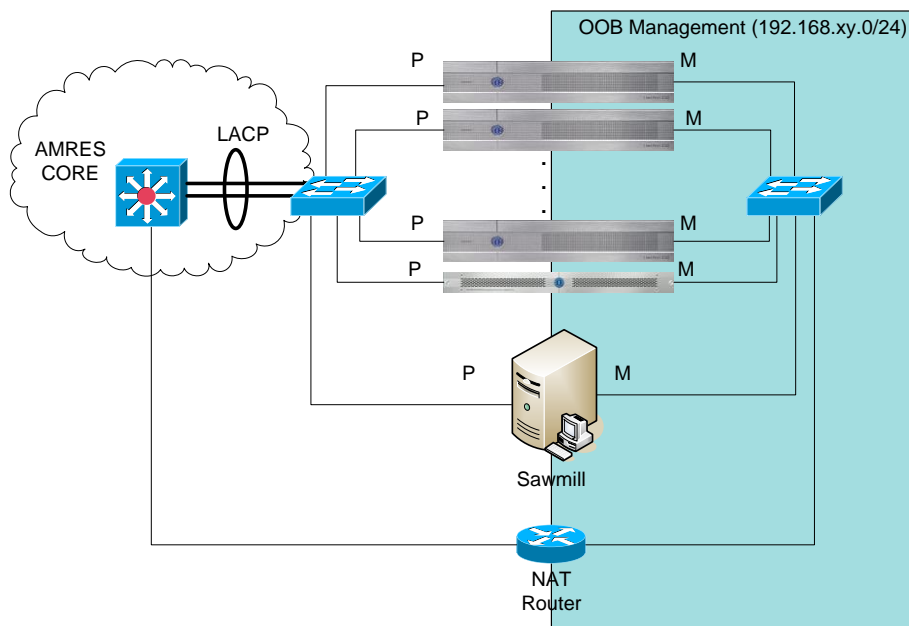 OOB Management (192.168.xy.0/24)
P
M
AMRES
CORE
LACP
P
M
P
M
P
M
P
M
Sawmill
NAT
Router